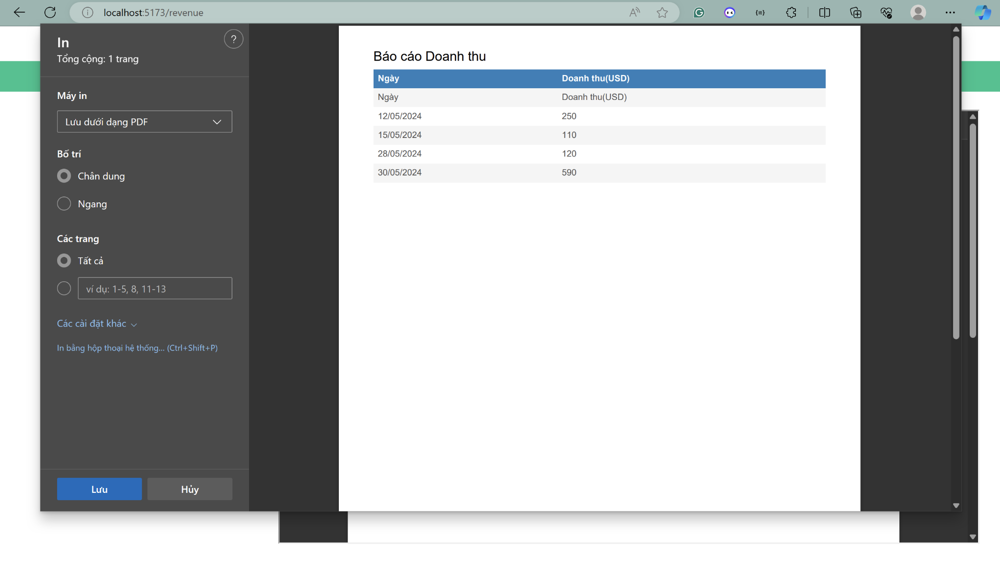 localhost:5173/revenue
In
?
Tổng cộng: 1 trang
Máy in
Lưu dưới dạng PDF
Bố trí
Chân dung
Ngang
Các trang
Tất cả
ví dụ: 1-5, 8, 11-13
Các cài đặt khác
In bằng hộp thoại hệ thống... (Ctrl+Shift+P)
Lưu
Hủy
Báo cáo Doanh thu
Ngày Doanh thu(USD)
Ngày Doanh thu(USD)
12/05/2024 250
15/05/2024 110
28/05/2024 120
30/05/2024 590